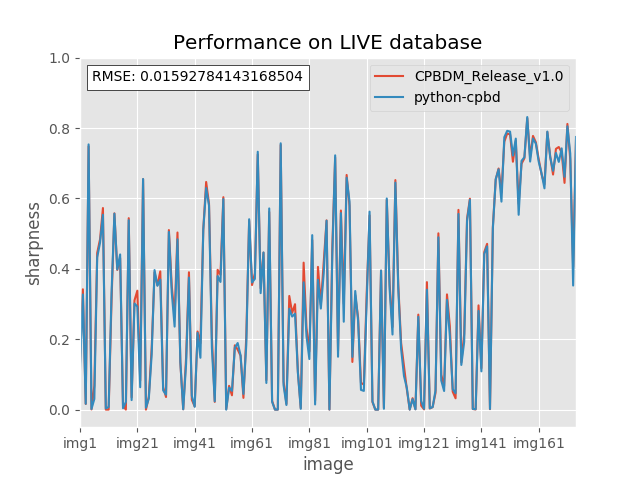 Performance on LIVE database
RMSE: 0.01592784143168504
CPBDM_Release_v1.0
python-cpbd
1.0
0.8
0.6
0.4
0.2
0.0
sharpness
img1 img21 img41 img61 img81 img101 img121 img141 img161
image